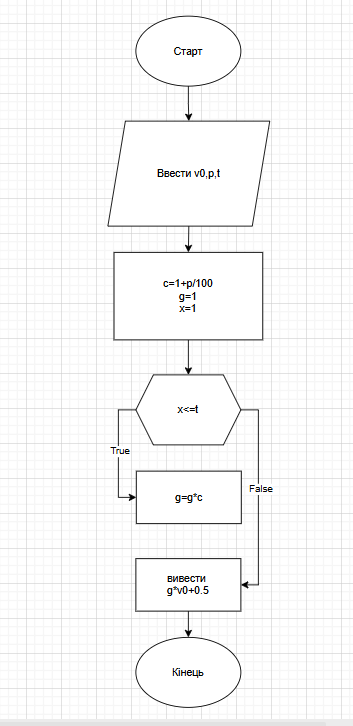 Старт
Ввести v0,p,t
c=1+p/100
g=1
x=1
x<=t
True
g=g*c
False
вивести
g*v0+0.5
Кінець